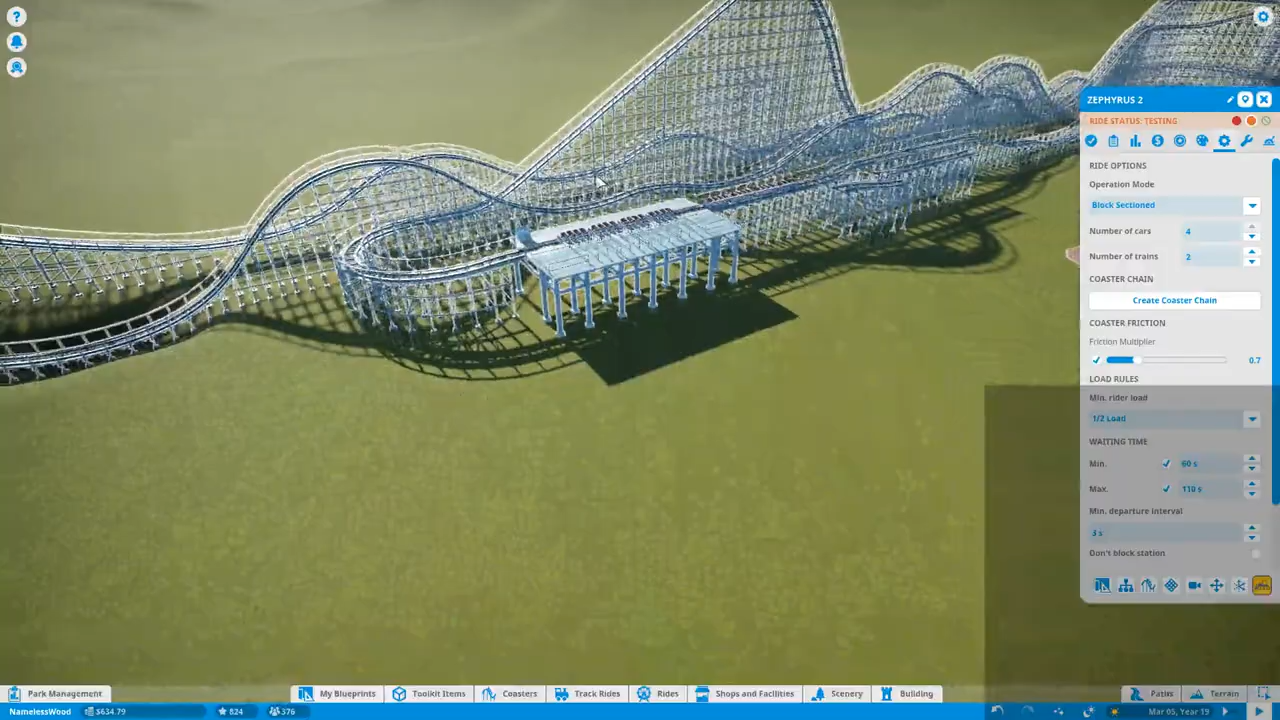 ?
ZEPHYRUS 2
RIDE STATUS: TESTING
RIDE OPTIONS
Operation Mode
Block Sectioned
Number of cars 4
Number of trains 2
COASTER CHAIN
Create Coaster Chain
COASTER FRICTION
Friction Multiplier
0.7
LOAD RULES
Min. rider load
1/2 Load
WAITING TIME
Min. 60 s
Max. 110 s
Min. departure interval
3 s
Don't block station
Park Management My Blueprints Toolkit Items Coasters Track Rides Rides Shops and Facilities Scenery Building Paths Terrain
NamelessWood $634.79 824 376 Mar 05, Year 19